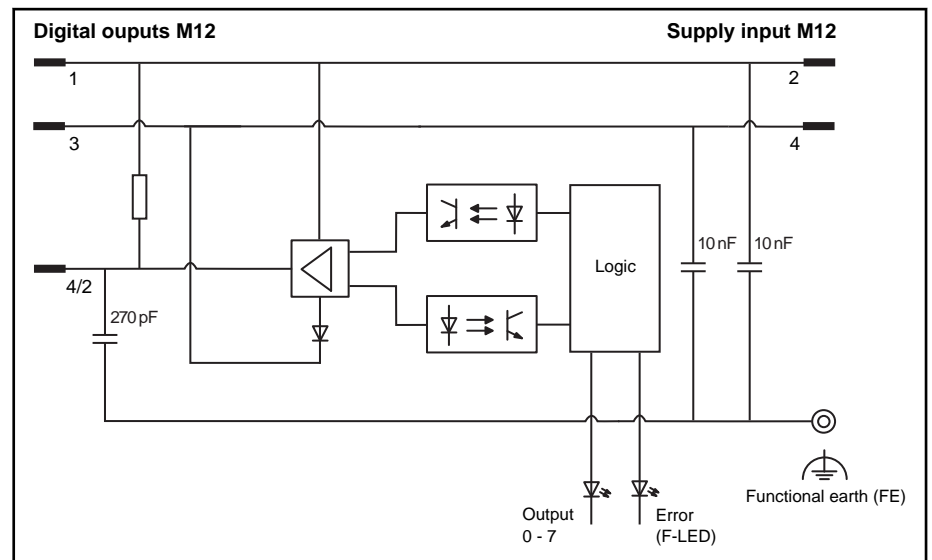 Digital ouputs M12
Supply input M12
1
2
3
4
10 nF
10 nF
Logic
4/2
270 pF
Functional earth (FE)
Output
0 - 7
Error
(F-LED)